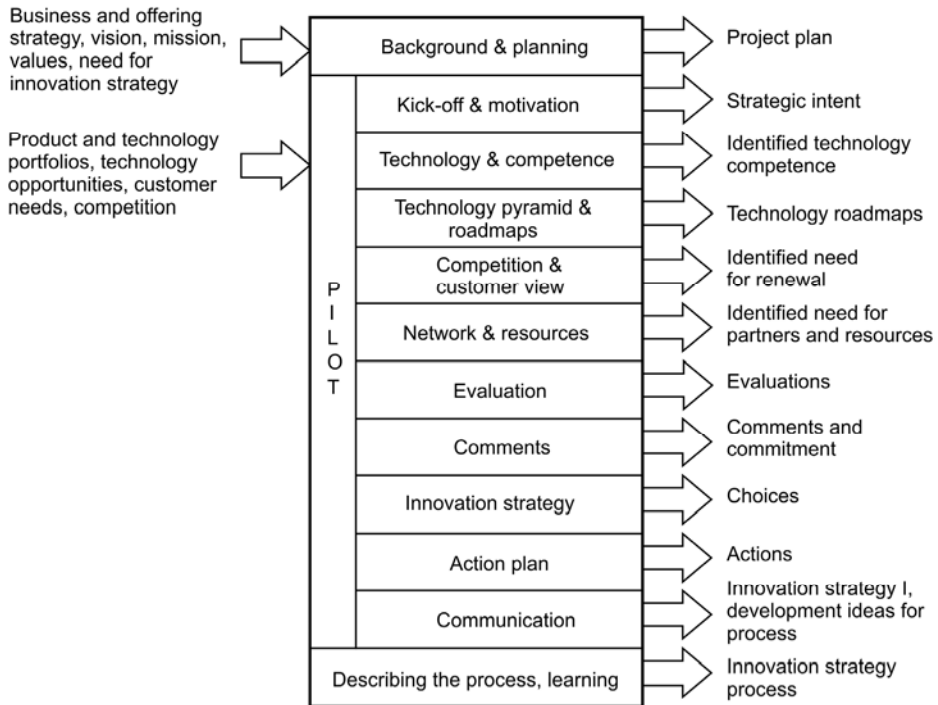 Business and offering
strategy, vision, mission,
values, need for
innovation strategy
Background & planning
Project plan
Kick-off & motivation
Strategic intent
Product and technology
portfolios, technology
opportunities, customer
needs, competition
Technology & competence
Identified technology
competence
Technology pyramid &
roadmaps
Technology roadmaps
P
I
L
O
T
Competition &
customer view
Identified need
for renewal
Network & resources
Identified need for
partners and resources
Evaluation
Evaluations
Comments
Comments and
commitment
Innovation strategy
Choices
Action plan
Actions
Communication
Innovation strategy I,
development ideas for
process
Describing the process, learning
Innovation strategy
process